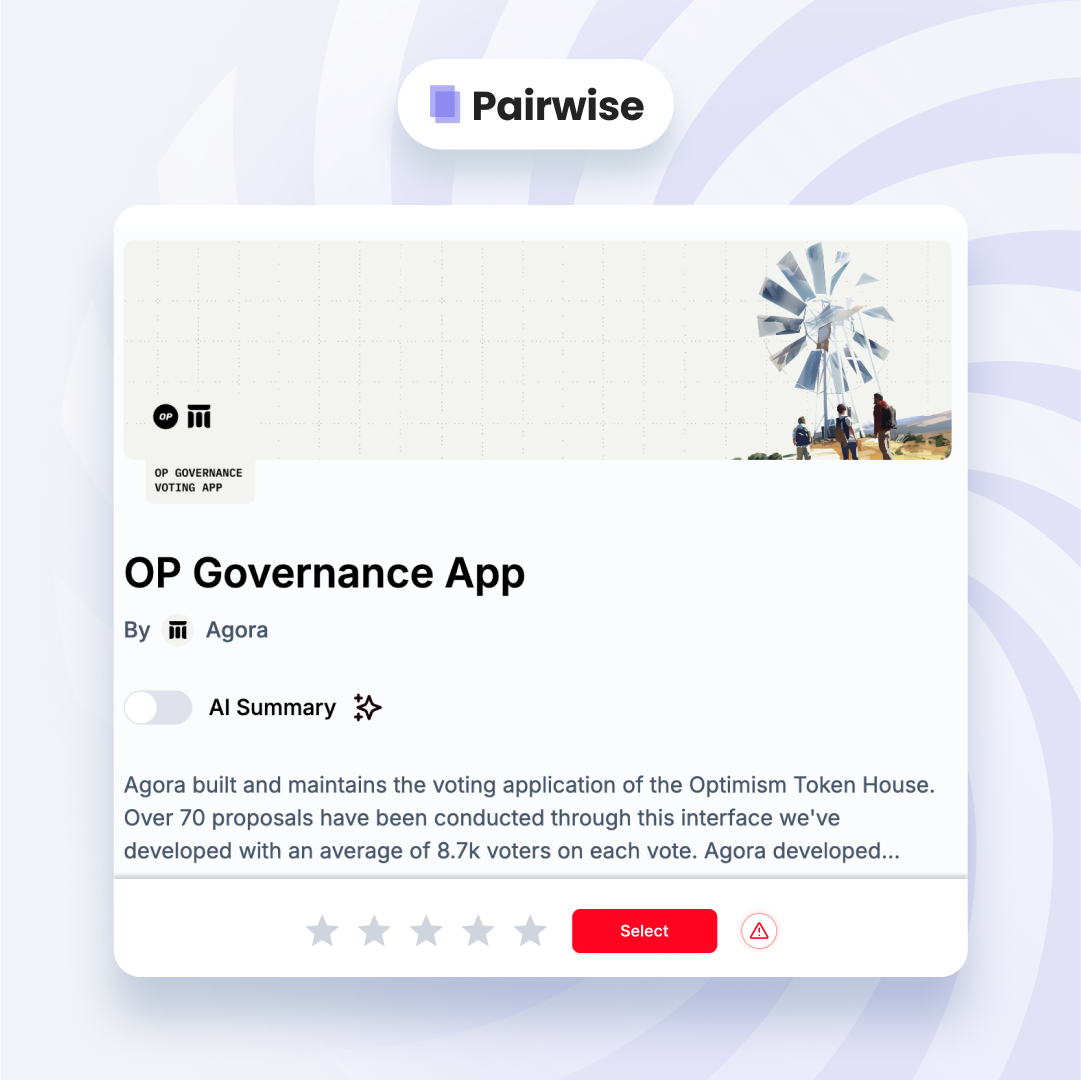 Pairwise
OP
OP GOVERNANCE
VOTING APP
OP Governance App
By Agora
AI Summary
Agora built and maintains the voting application of the Optimism Token House.
Over 70 proposals have been conducted through this interface we've
developed with an average of 8.7k voters on each vote. Agora developed...
Select